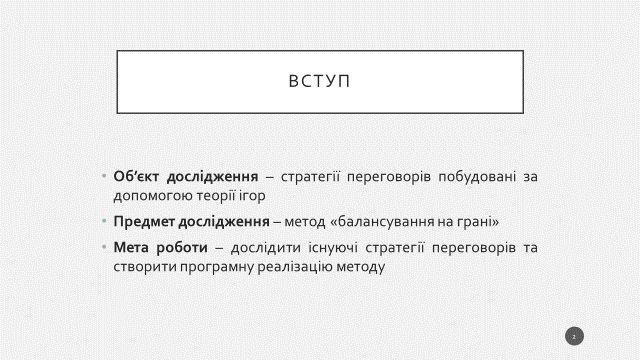 ВСТУП
• Об’єкт дослідження – стратегії переговорів побудовані за
допомогою теорії ігор
• Предмет дослідження – метод «балансування на грані»
• Мета роботи – дослідити існуючі стратегії переговорів та
створити програмну реалізацію методу
2